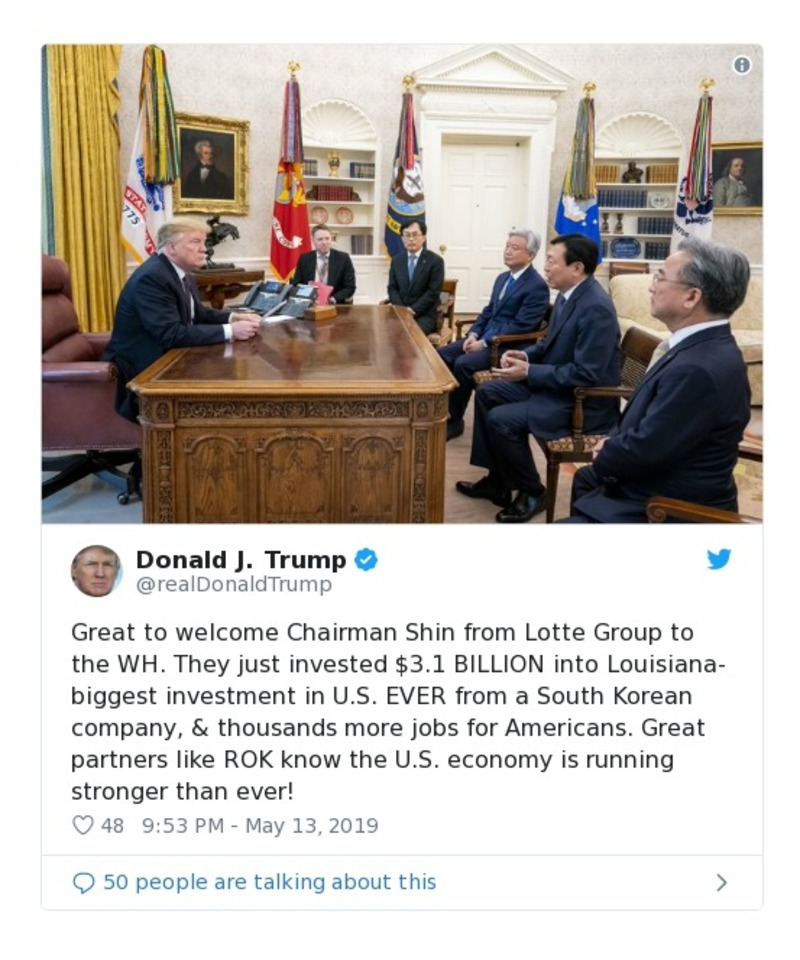 1775
Donald J. Trump
@realDonaldTrump
Great to welcome Chairman Shin from Lotte Group to
the WH. They just invested $3.1 BILLION into Louisiana-
biggest investment in U.S. EVER from a South Korean
company, & thousands more jobs for Americans. Great
partners like ROK know the U.S. economy is running
stronger than ever!
48 9:53 PM - May 13, 2019
50 people are talking about this